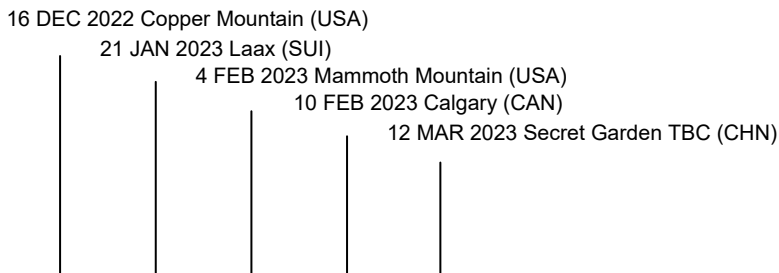 16 DEC 2022 Copper Mountain (USA)
21 JAN 2023 Laax (SUI)
4 FEB 2023 Mammoth Mountain (USA)
10 FEB 2023 Calgary (CAN)
12 MAR 2023 Secret Garden TBC (CHN)